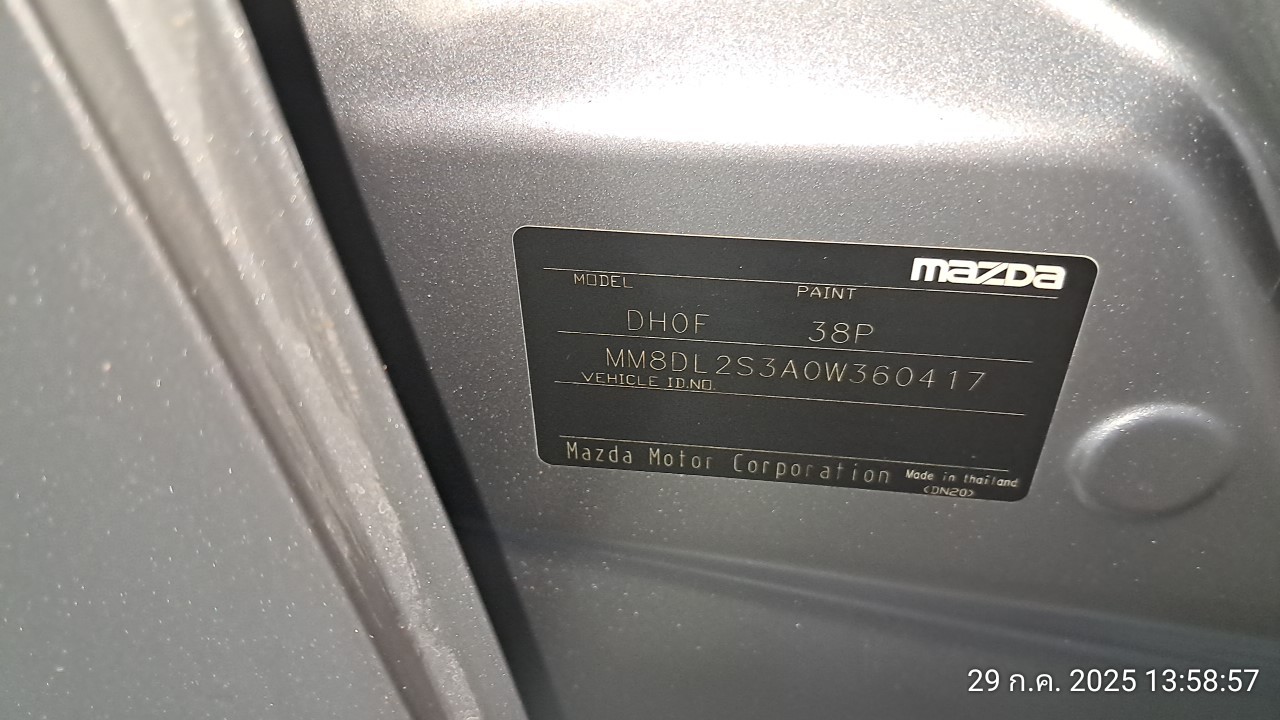 mazda
MODEL PAINT
DH0F 38P
MM8DL2S3A0W360417
VEHICLE ID.NO.
Mazda Motor Corporation Made in thailand
<DN20>
29 ก.ค. 2025 13:58:57